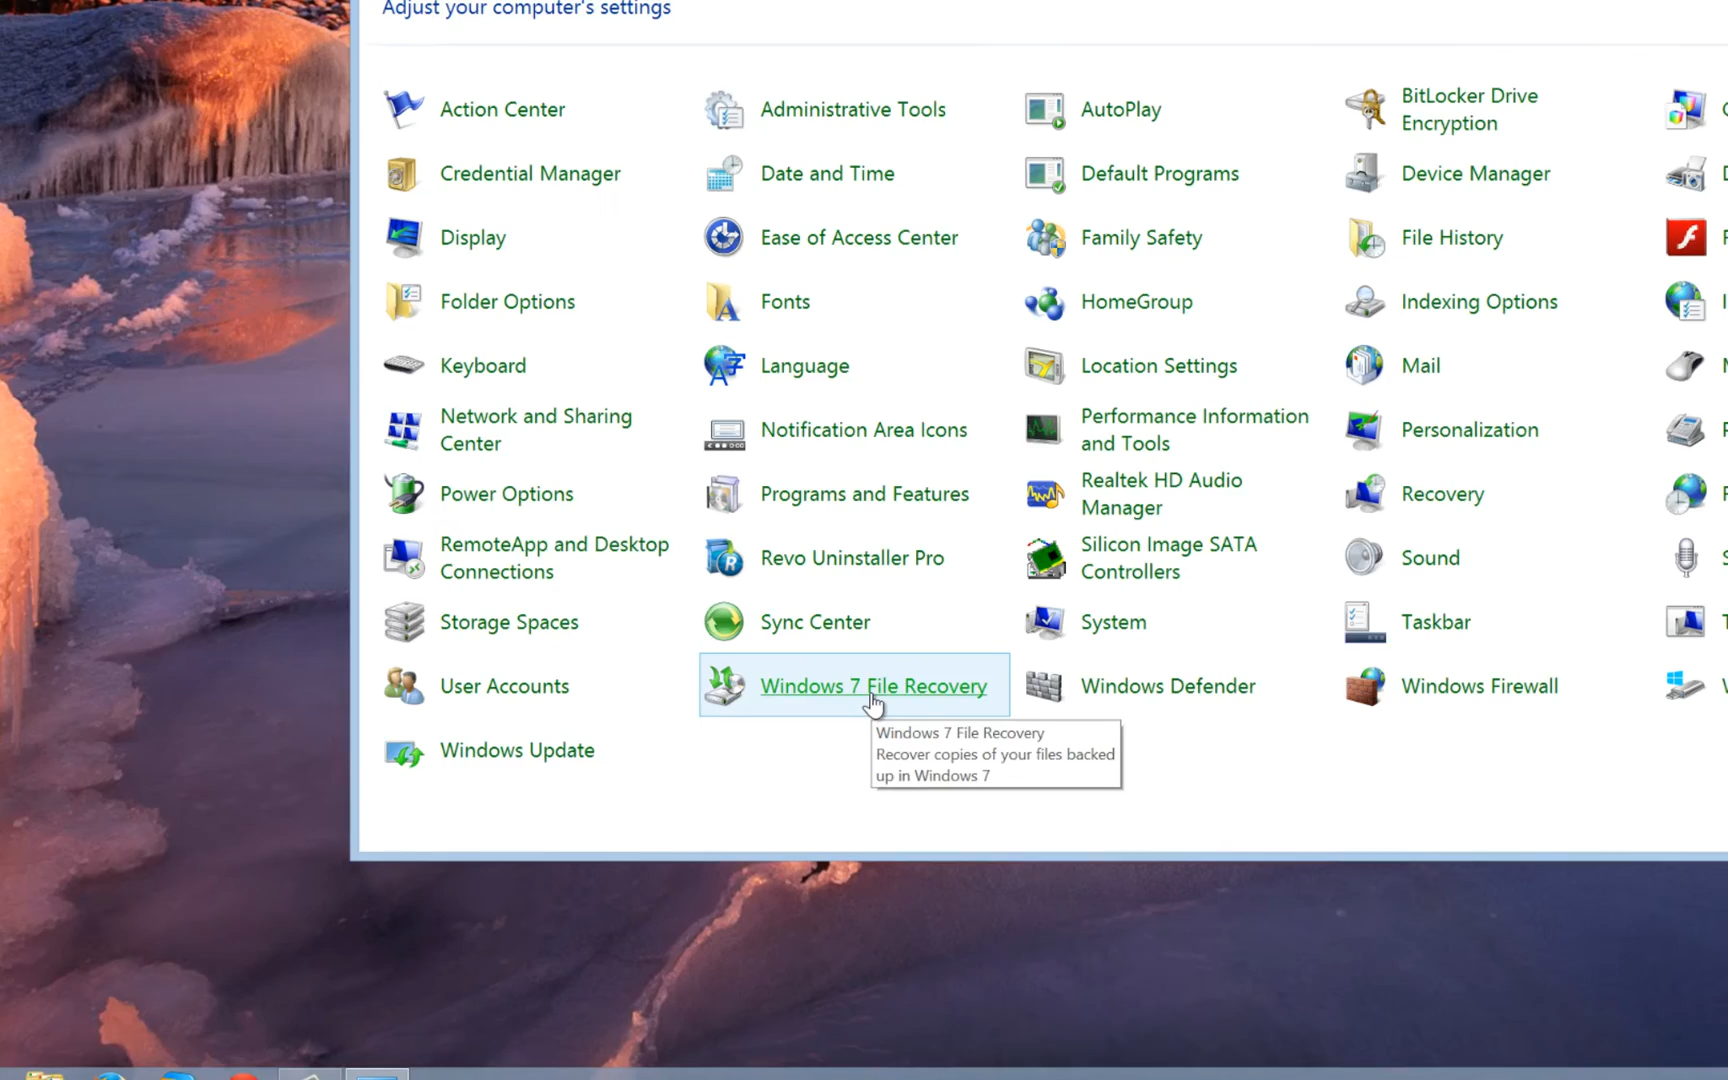 Adjust your computer's settings
Action Center
Administrative Tools
AutoPlay
BitLocker Drive
Encryption
Credential Manager
Date and Time
Default Programs
Device Manager
Display
Ease of Access Center
Family Safety
File History
Folder Options
Fonts
HomeGroup
Indexing Options
Keyboard
Language
Location Settings
Mail
Network and Sharing
Center
Notification Area Icons
Performance Information
and Tools
Personalization
Power Options
Programs and Features
Realtek HD Audio
Manager
Recovery
RemoteApp and Desktop
Connections
Revo Uninstaller Pro
Silicon Image SATA
Controllers
Sound
Storage Spaces
Sync Center
System
Taskbar
User Accounts
Windows 7 File Recovery
Windows Defender
Windows Firewall
Windows 7 File Recovery
Recover copies of your files backed
up in Windows 7
Windows Update